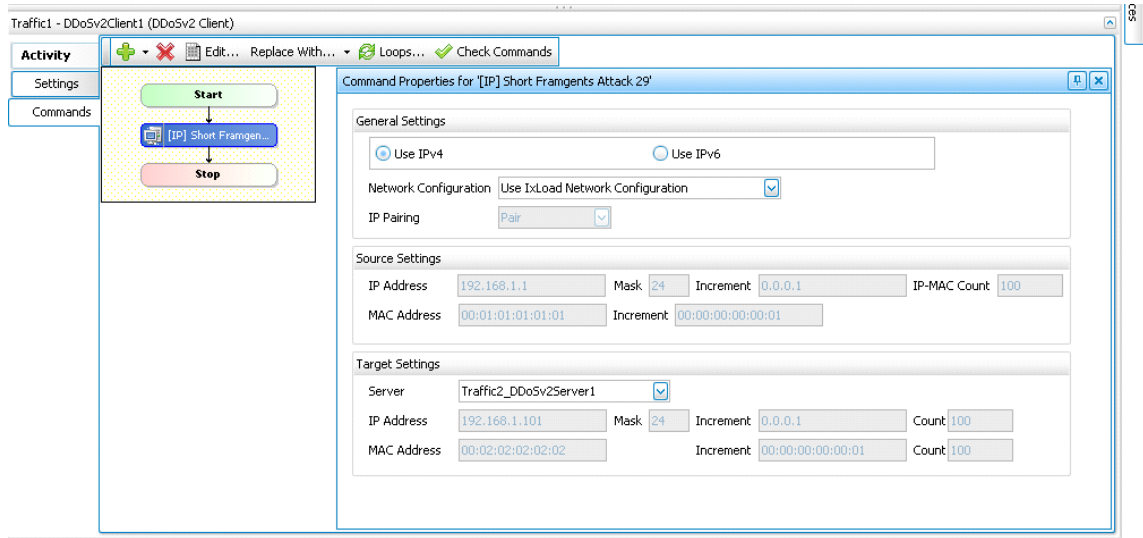 Traffic1 - DDoSv2Client1 (DDoSv2 Client)
ces
Activity
Settings
Commands
Edit... Replace With... Loops... Check Commands
Start
[IP] Short Framgen...
Stop
Command Properties for '[IP] Short Framgents Attack 29'
General Settings
Use IPv4 Use IPv6
Network Configuration Use IxLoad Network Configuration
IP Pairing Pair
Source Settings
IP Address 192.168.1.1 Mask 24 Increment 0.0.0.1 IP-MAC Count 100
MAC Address 00:01:01:01:01:01 Increment 00:00:00:00:00:01
Target Settings
Server Traffic2_DDoSv2Server1
IP Address 192.168.1.101 Mask 24 Increment 0.0.0.1 Count 100
MAC Address 00:02:02:02:02:02 Increment 00:00:00:00:00:01 Count 100